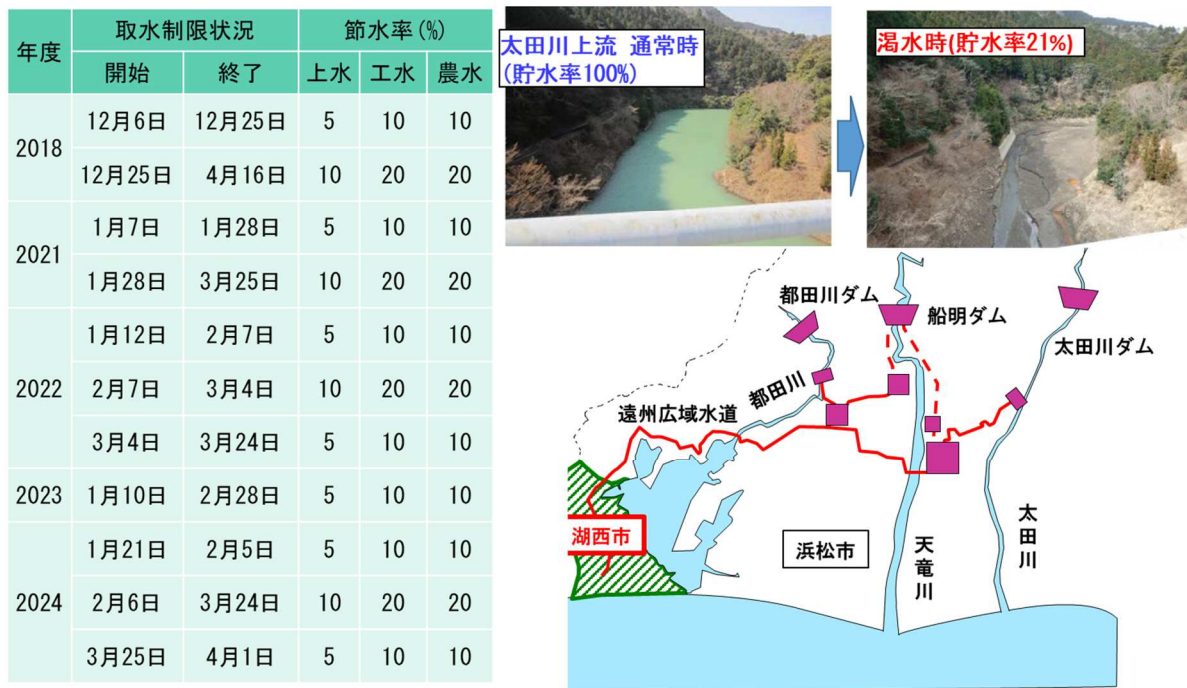 年度 取水制限状況 節水率(%)
開始 終了 上水 工水 農水
2018 12月6日 12月25日 5 10 10
12月25日 4月16日 10 20 20
2021 1月7日 1月28日 5 10 10
1月28日 3月25日 10 20 20
2022 1月12日 2月7日 5 10 10
2月7日 3月4日 10 20 20
3月4日 3月24日 5 10 10
2023 1月10日 2月28日 5 10 10
2024 1月21日 2月5日 5 10 10
2月6日 3月24日 10 20 20
3月25日 4月1日 5 10 10
太田川上流 通常時
(貯水率100%)
渇水時(貯水率21%)
都田川ダム
船明ダム
太田川ダム
都田川
遠州広域水道
湖西市
浜松市
天竜川
太田川